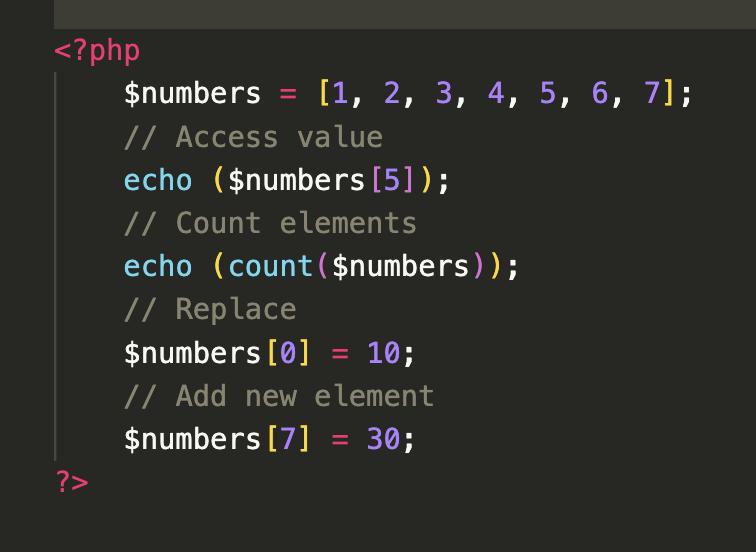 <?php
    $numbers = [1, 2, 3, 4, 5, 6, 7];
    // Access value
    echo ($numbers[5]);
    // Count elements
    echo (count($numbers));
    // Replace
    $numbers[0] = 10;
    // Add new element
    $numbers[7] = 30;
?>